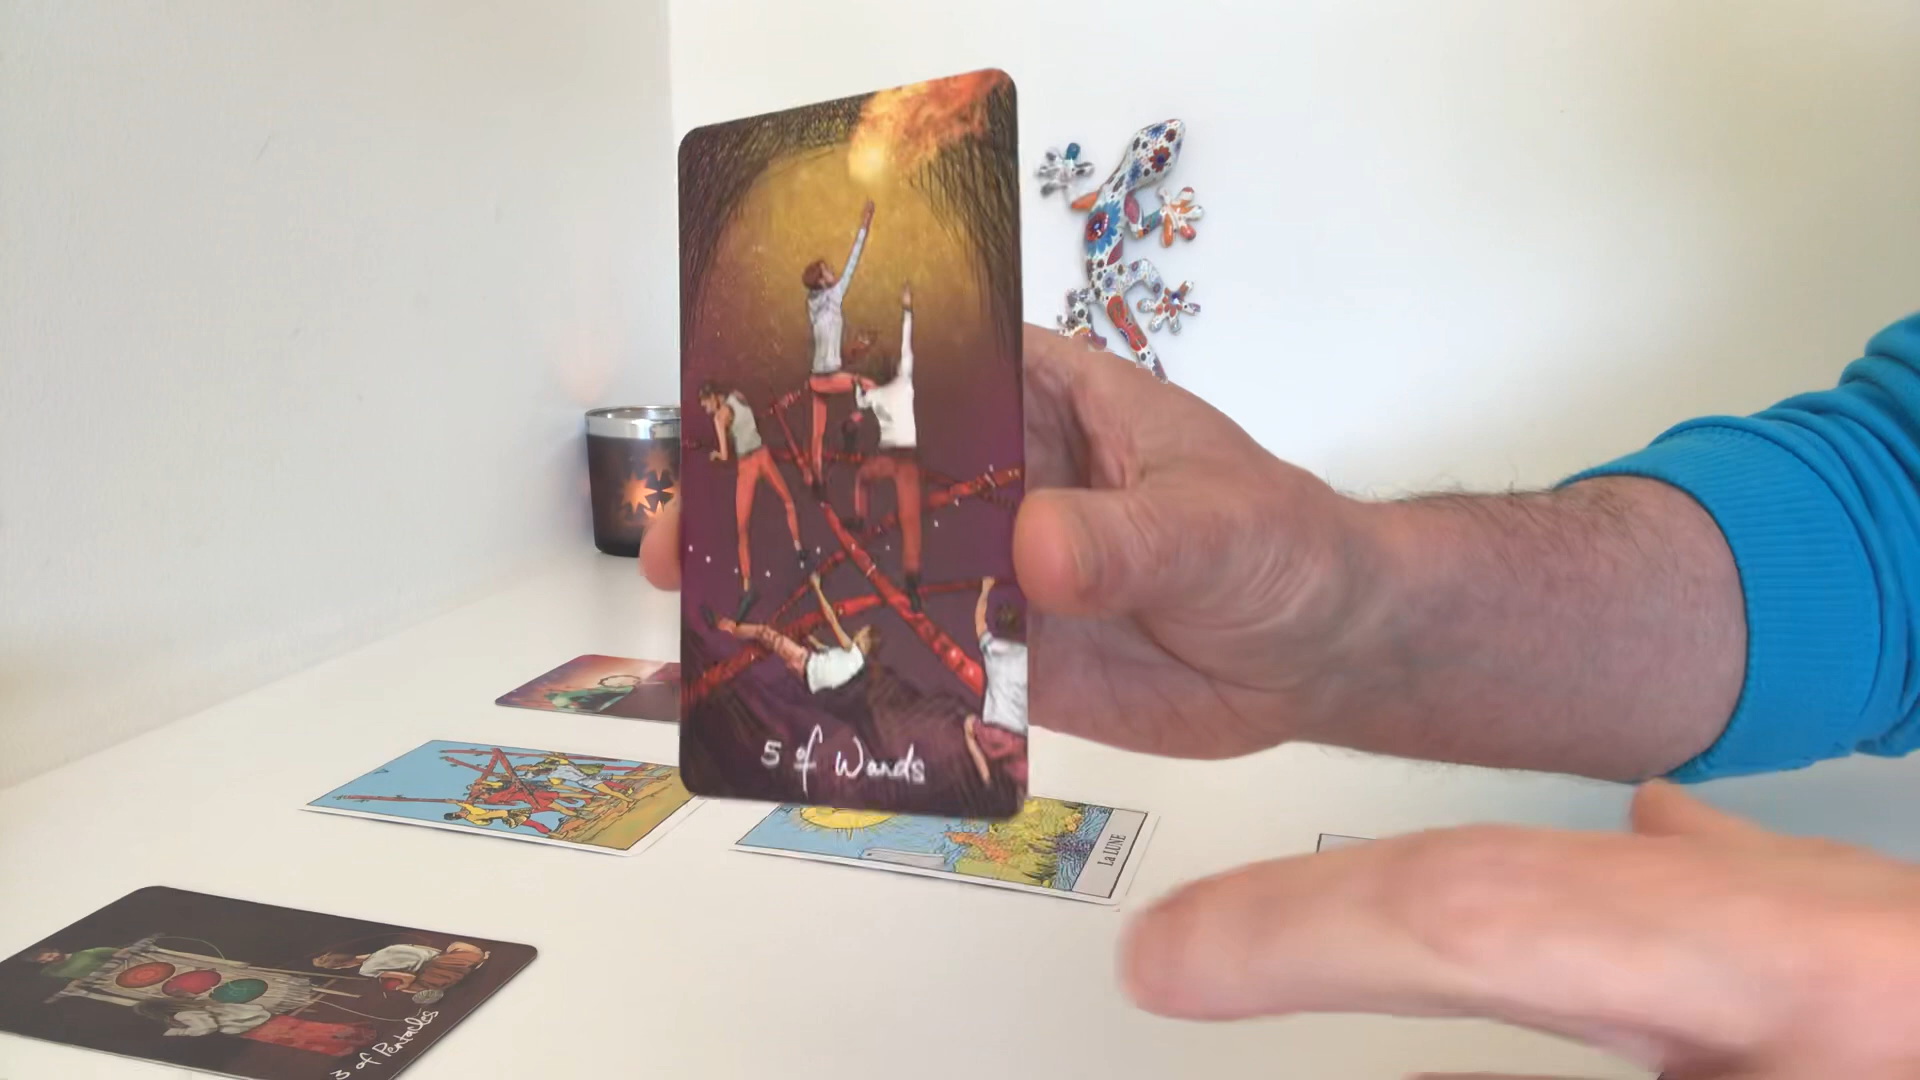 5 of Wands
V
La LUNE
3 of Pentacles